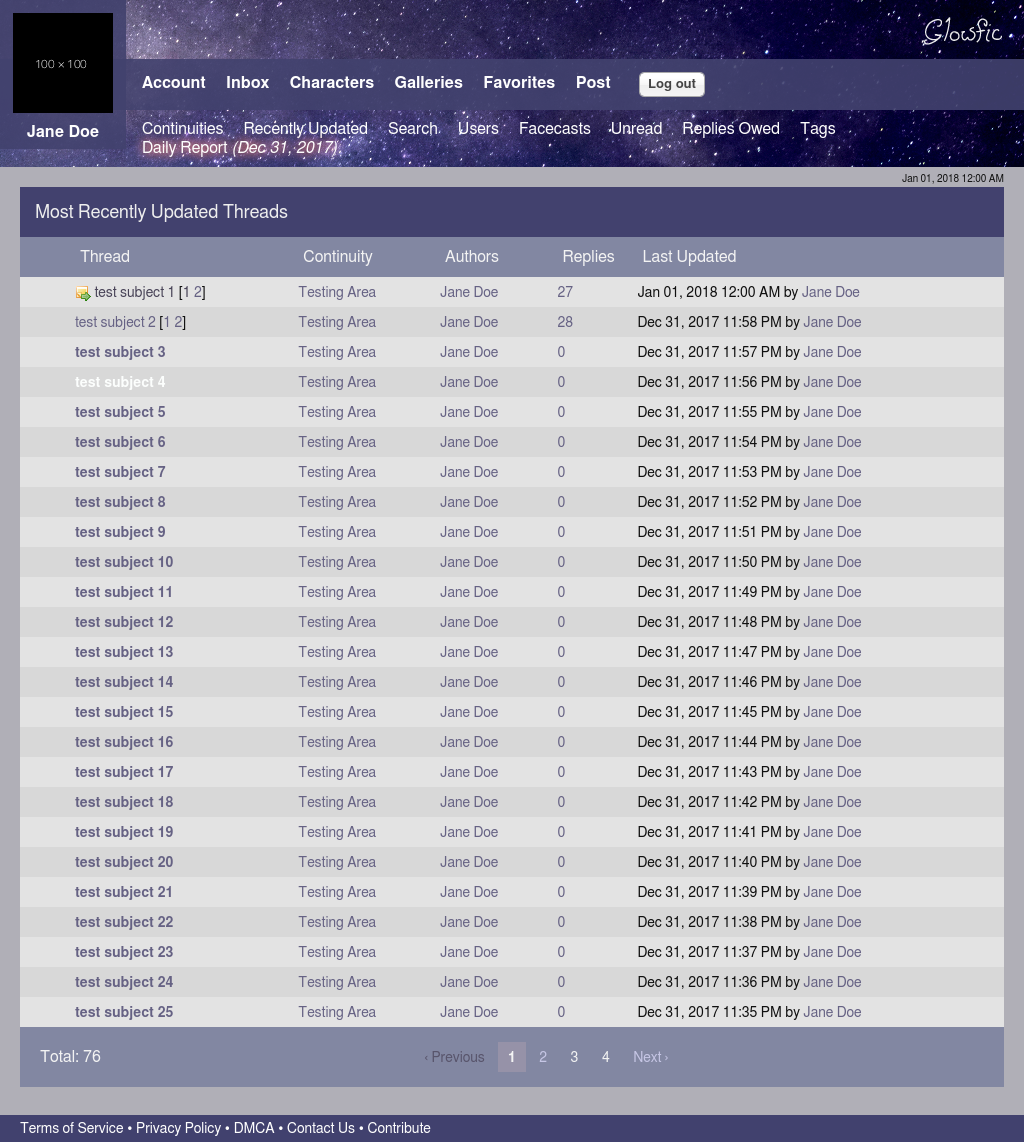 100 × 100
Glowfic
Account Inbox Characters Galleries Favorites Post Log out
Jane Doe
Continuities Recently Updated Search Users Facecasts Unread Replies Owed Tags
Daily Report (Dec 31, 2017)
Jan 01, 2018 12:00 AM
Most Recently Updated Threads
Thread Continuity Authors Replies Last Updated
test subject 1 [1 2] Testing Area Jane Doe 27 Jan 01, 2018 12:00 AM by Jane Doe
test subject 2 [1 2] Testing Area Jane Doe 28 Dec 31, 2017 11:58 PM by Jane Doe
test subject 3 Testing Area Jane Doe 0 Dec 31, 2017 11:57 PM by Jane Doe
test subject 4 Testing Area Jane Doe 0 Dec 31, 2017 11:56 PM by Jane Doe
test subject 5 Testing Area Jane Doe 0 Dec 31, 2017 11:55 PM by Jane Doe
test subject 6 Testing Area Jane Doe 0 Dec 31, 2017 11:54 PM by Jane Doe
test subject 7 Testing Area Jane Doe 0 Dec 31, 2017 11:53 PM by Jane Doe
test subject 8 Testing Area Jane Doe 0 Dec 31, 2017 11:52 PM by Jane Doe
test subject 9 Testing Area Jane Doe 0 Dec 31, 2017 11:51 PM by Jane Doe
test subject 10 Testing Area Jane Doe 0 Dec 31, 2017 11:50 PM by Jane Doe
test subject 11 Testing Area Jane Doe 0 Dec 31, 2017 11:49 PM by Jane Doe
test subject 12 Testing Area Jane Doe 0 Dec 31, 2017 11:48 PM by Jane Doe
test subject 13 Testing Area Jane Doe 0 Dec 31, 2017 11:47 PM by Jane Doe
test subject 14 Testing Area Jane Doe 0 Dec 31, 2017 11:46 PM by Jane Doe
test subject 15 Testing Area Jane Doe 0 Dec 31, 2017 11:45 PM by Jane Doe
test subject 16 Testing Area Jane Doe 0 Dec 31, 2017 11:44 PM by Jane Doe
test subject 17 Testing Area Jane Doe 0 Dec 31, 2017 11:43 PM by Jane Doe
test subject 18 Testing Area Jane Doe 0 Dec 31, 2017 11:42 PM by Jane Doe
test subject 19 Testing Area Jane Doe 0 Dec 31, 2017 11:41 PM by Jane Doe
test subject 20 Testing Area Jane Doe 0 Dec 31, 2017 11:40 PM by Jane Doe
test subject 21 Testing Area Jane Doe 0 Dec 31, 2017 11:39 PM by Jane Doe
test subject 22 Testing Area Jane Doe 0 Dec 31, 2017 11:38 PM by Jane Doe
test subject 23 Testing Area Jane Doe 0 Dec 31, 2017 11:37 PM by Jane Doe
test subject 24 Testing Area Jane Doe 0 Dec 31, 2017 11:36 PM by Jane Doe
test subject 25 Testing Area Jane Doe 0 Dec 31, 2017 11:35 PM by Jane Doe
Total: 76 ‹ Previous 1 2 3 4 Next ›
Terms of Service • Privacy Policy • DMCA • Contact Us • Contribute